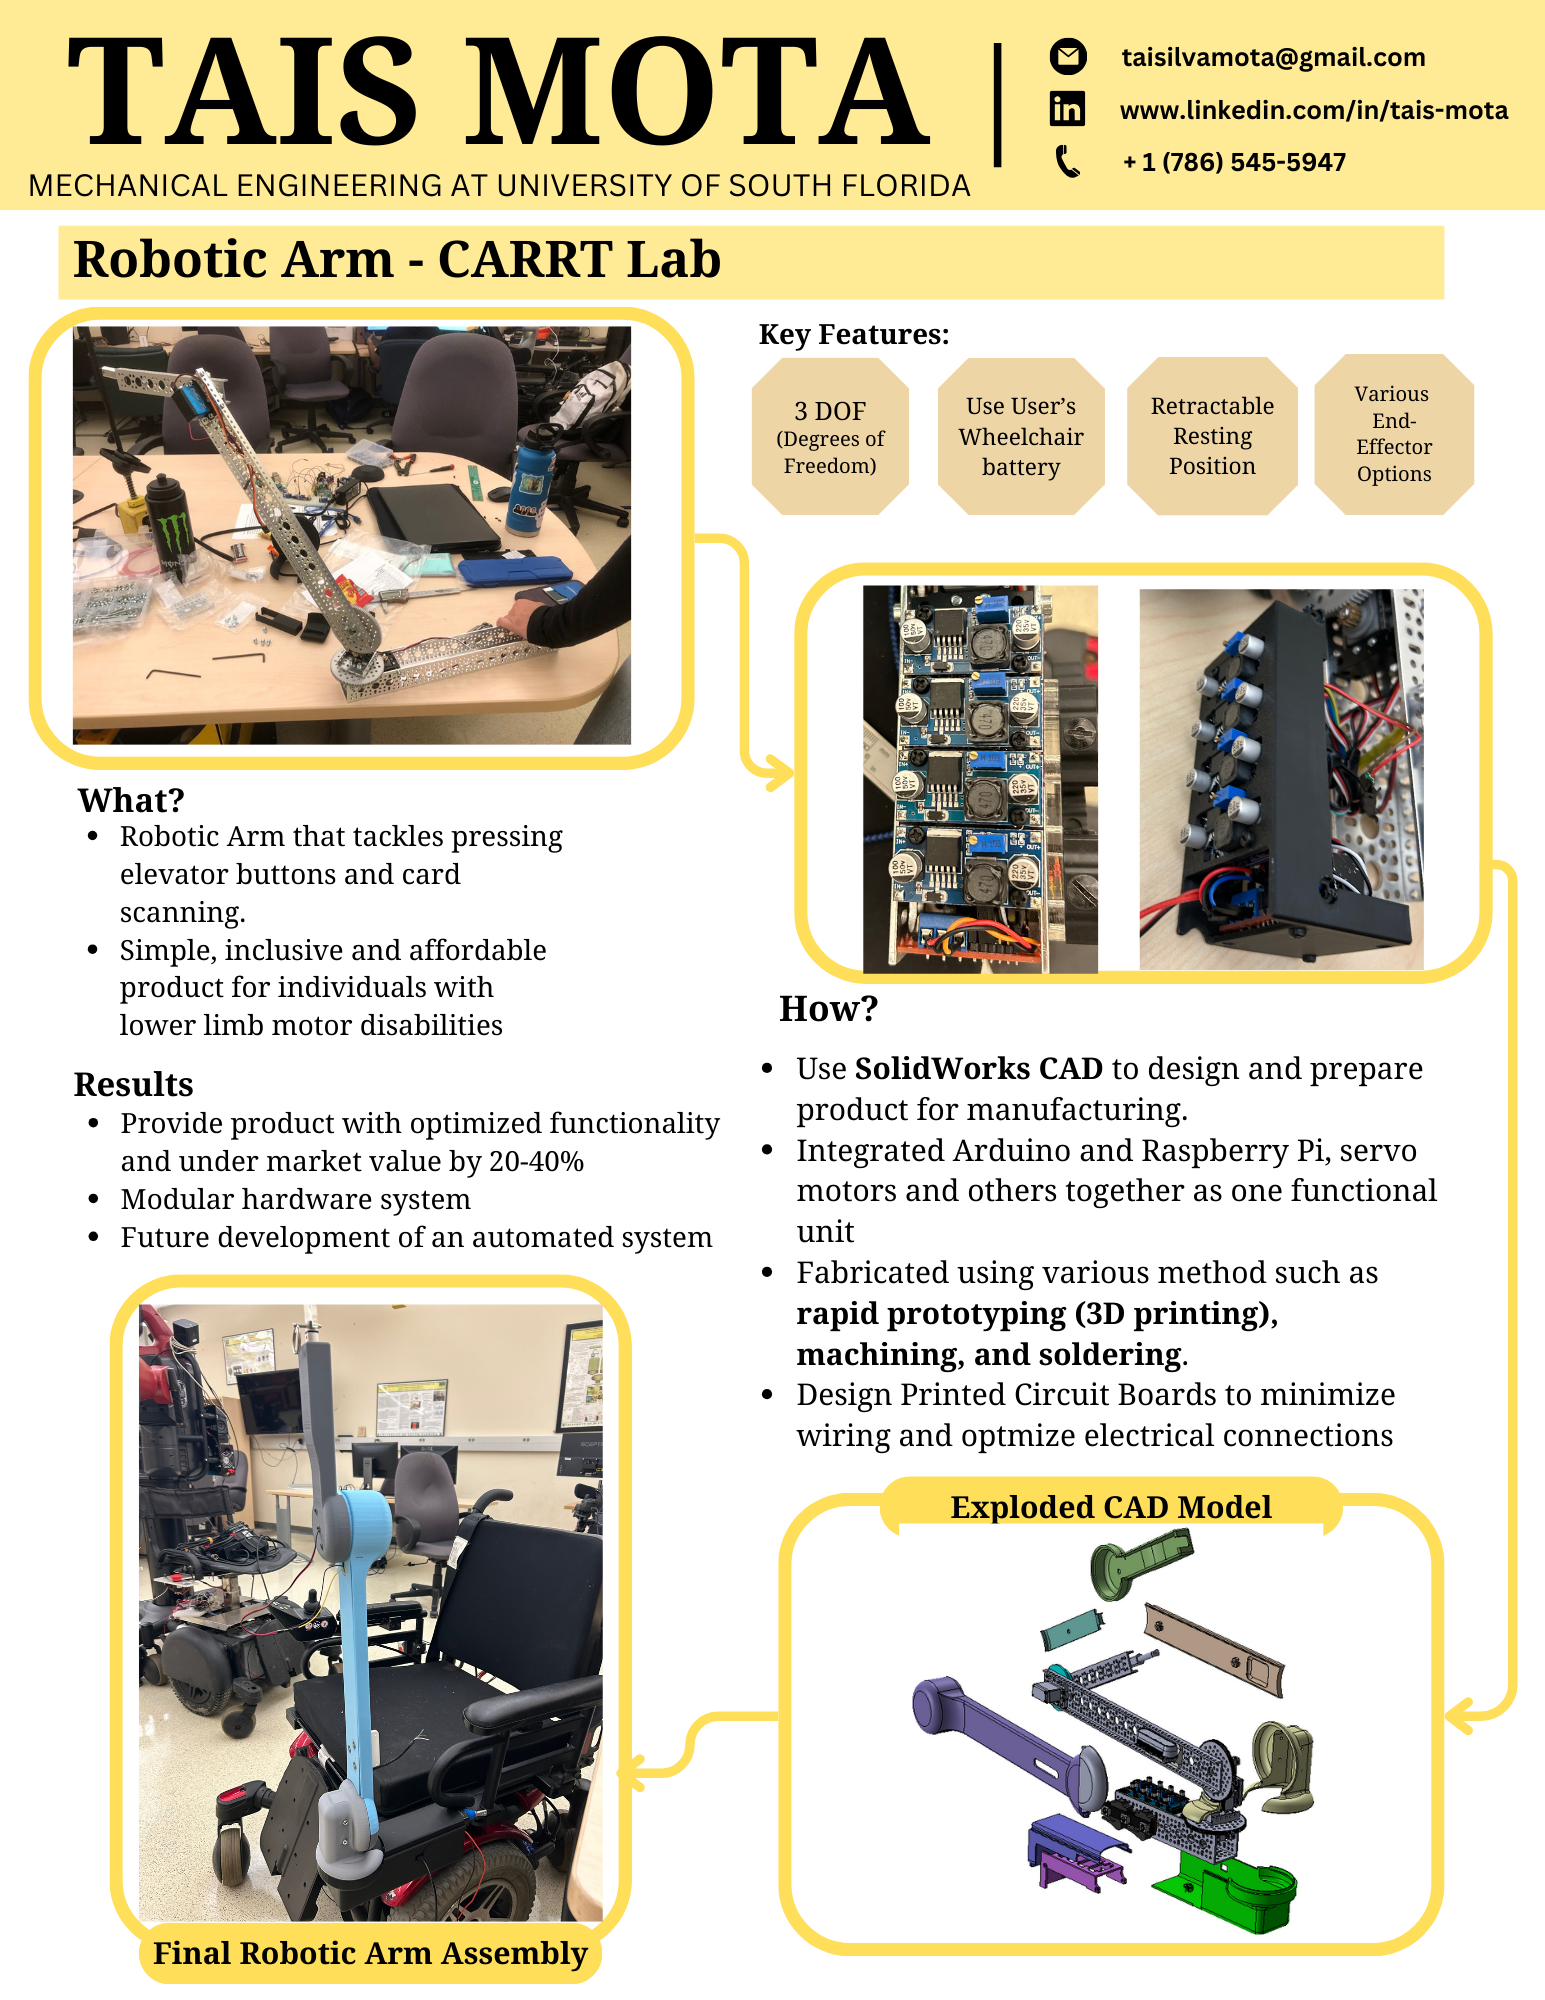 TAIS MOTA
MECHANICAL ENGINEERING AT UNIVERSITY OF SOUTH FLORIDA
taisilvamota@gmail.com
www.linkedin.com/in/tais-mota
+1 (786) 545-5947
Robotic Arm - CARRT Lab
Key Features:
3 DOF
(Degrees of
Freedom)
Use User's
Wheelchair
battery
Retractable
Resting
Position
Various
End-
Effector
Options
What?
• Robotic Arm that tackles pressing
elevator buttons and card
scanning.
• Simple, inclusive and affordable
product for individuals with
lower limb motor disabilities
Results
• Provide product with optimized functionality
and under market value by 20-40%
• Modular hardware system
• Future development of an automated system
How?
• Use SolidWorks CAD to design and prepare
product for manufacturing.
• Integrated Arduino and Raspberry Pi, servo
motors and others together as one functional
unit
• Fabricated using various method such as
rapid prototyping (3D printing),
machining, and soldering.
• Design Printed Circuit Boards to minimize
wiring and optmize electrical connections
Exploded CAD Model
Final Robotic Arm Assembly